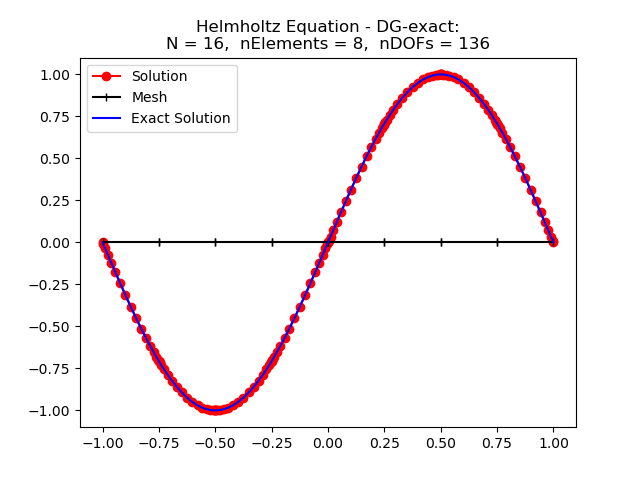 Helmholtz Equation - DG-exact:
N = 16,  nElements = 8,  nDOFs = 136
Solution
Mesh
Exact Solution
1.00
0.75
0.50
0.25
0.00
−0.25
−0.50
−0.75
−1.00
−1.00 −0.75 −0.50 −0.25 0.00 0.25 0.50 0.75 1.00